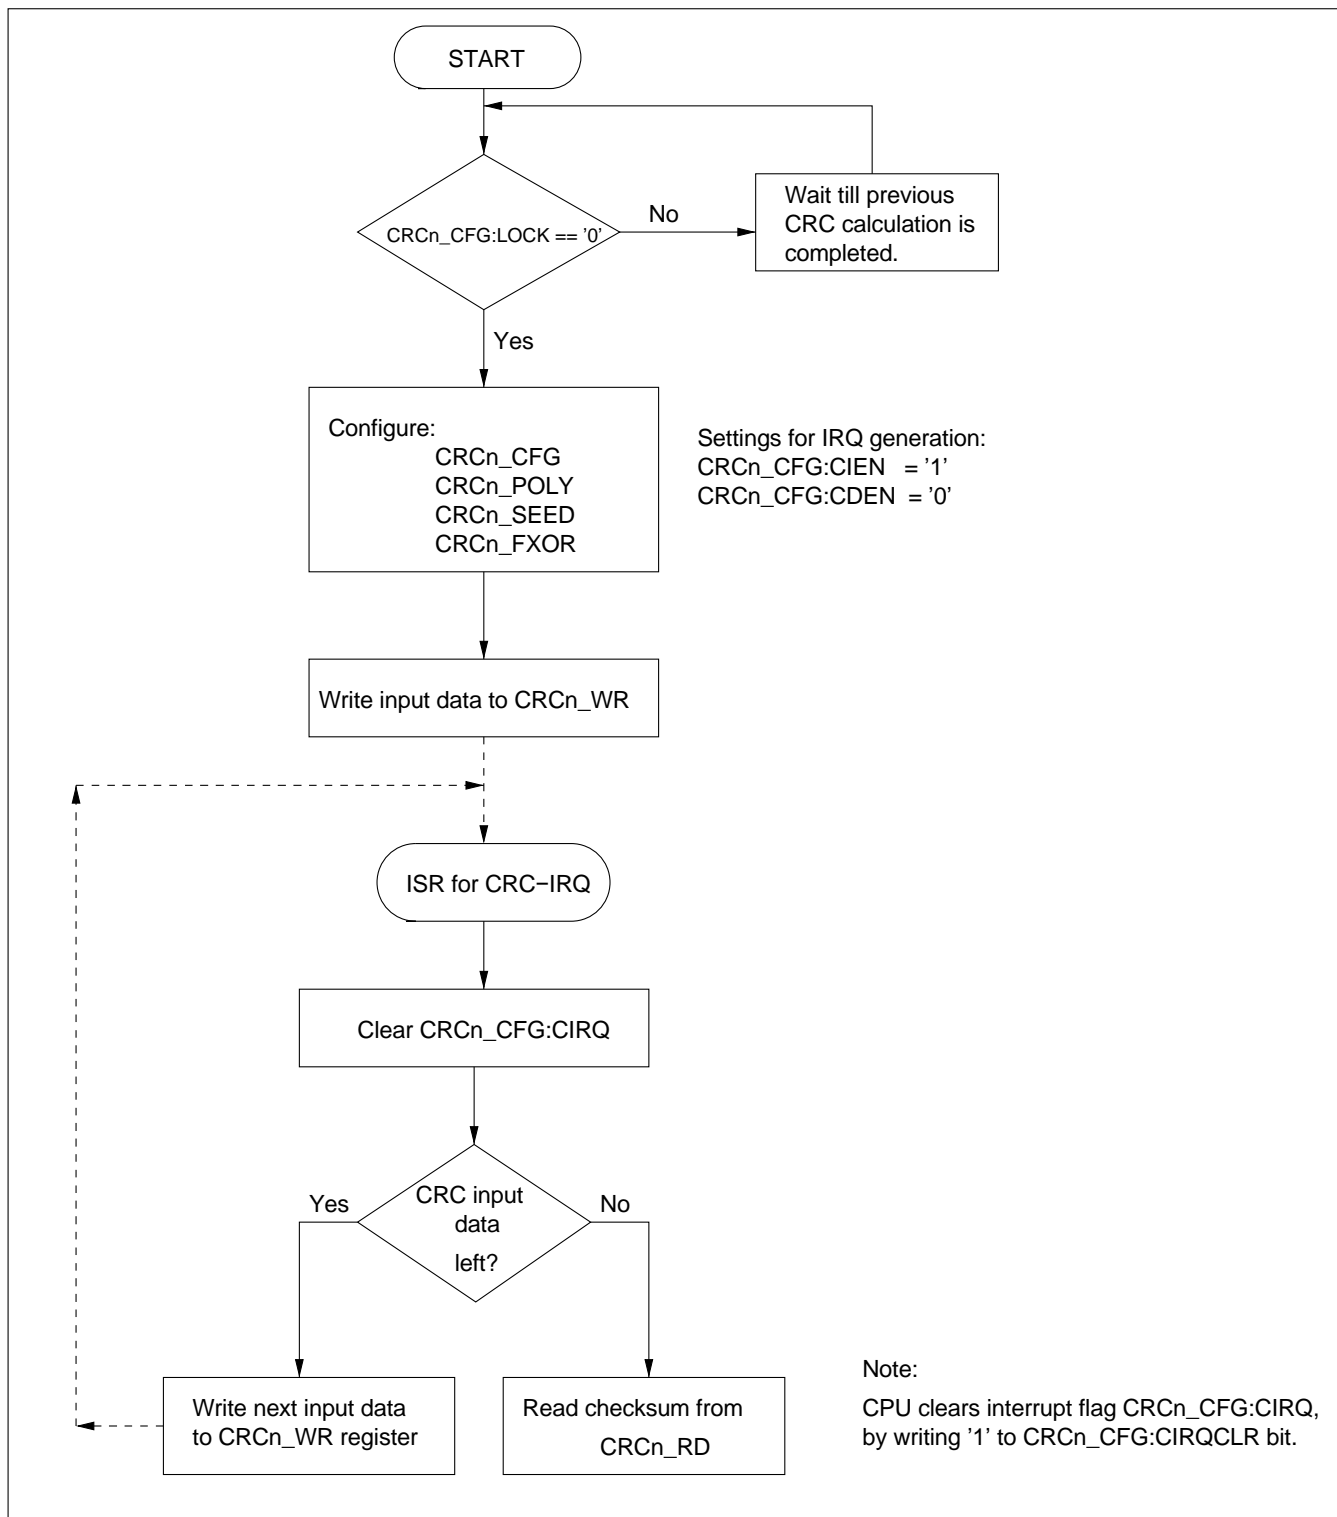 START
CRCn_CFG:LOCK == '0'
No
Wait till previous
CRC calculation is
completed.
Yes
Configure:
CRCn_CFG
CRCn_POLY
CRCn_SEED
CRCn_FXOR
Settings for IRQ generation:
CRCn_CFG:CIEN = '1'
CRCn_CFG:CDEN = '0'
Write input data to CRCn_WR
ISR for CRC−IRQ
Clear CRCn_CFG:CIRQ
Yes
CRC input
data
left?
No
Write next input data
to CRCn_WR register
Read checksum from
CRCn_RD
Note:
CPU clears interrupt flag CRCn_CFG:CIRQ,
by writing '1' to CRCn_CFG:CIRQCLR bit.